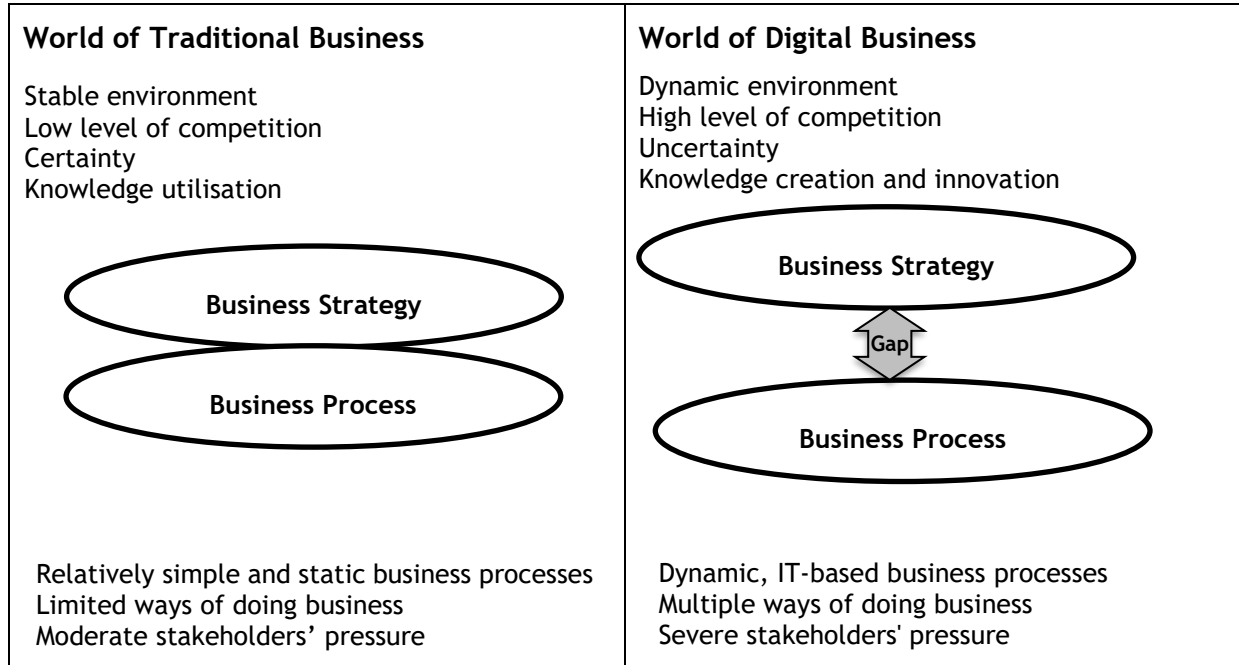 World of Traditional Business
Stable environment
Low level of competition
Certainty
Knowledge utilisation
Business Strategy
Business Process
Relatively simple and static business processes
Limited ways of doing business
Moderate stakeholders’ pressure
World of Digital Business
Dynamic environment
High level of competition
Uncertainty
Knowledge creation and innovation
Business Strategy
Gap
Business Process
Dynamic, IT-based business processes
Multiple ways of doing business
Severe stakeholders' pressure